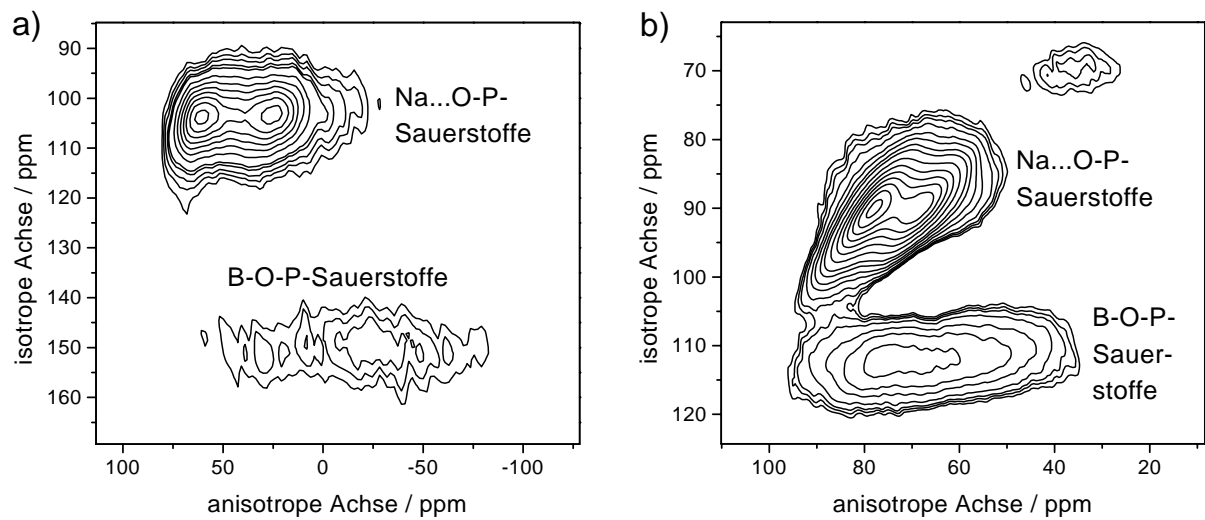 a)
isotrope Achse / ppm
90
100
110
120
130
140
150
160
Na...O-P-
Sauerstoffe
B-O-P-Sauerstoffe
100
50
0
-50
-100
anisotrope Achse / ppm
b)
isotrope Achse / ppm
70
80
90
100
110
120
Na...O-P-
Sauerstoffe
B-O-P-
Sauer-
stoffe
100
80
60
40
20
anisotrope Achse / ppm